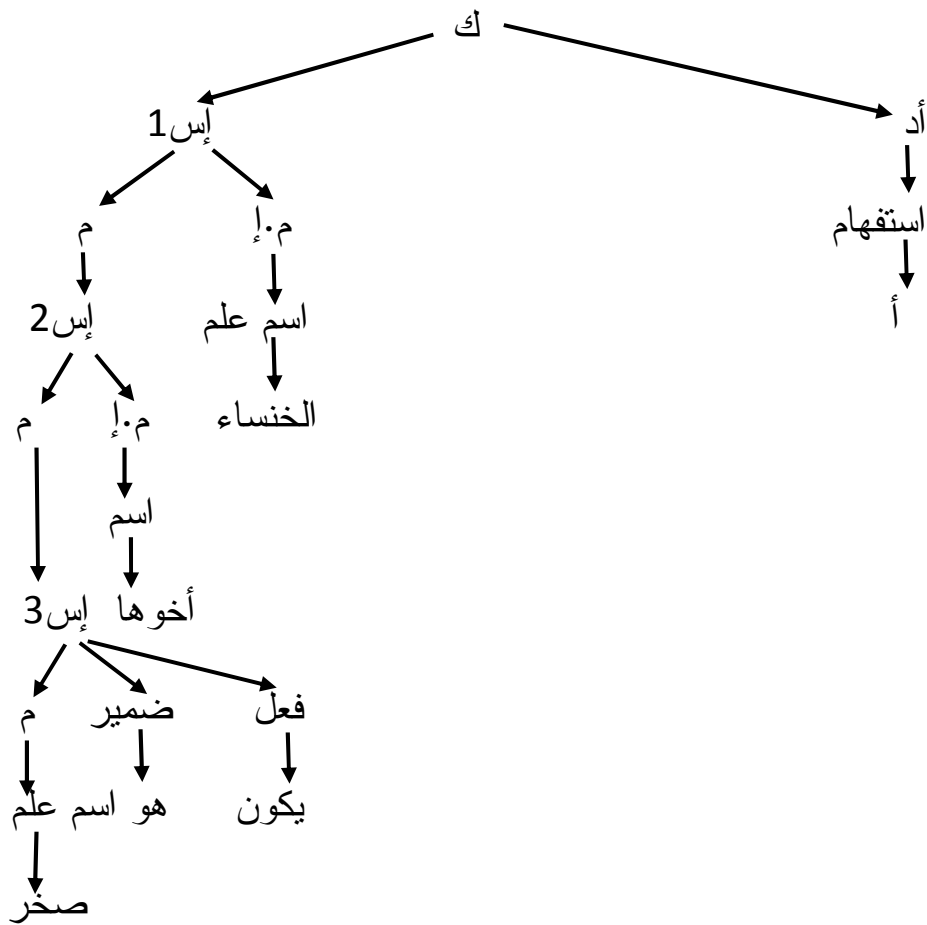 ك
أد إس1
استفهام م.إ م
أ اسم علم إس2
الخنساء م.إ م
اسم
أخوها إس3
فعل ضمير م
يكون هو اسم علم
صخر